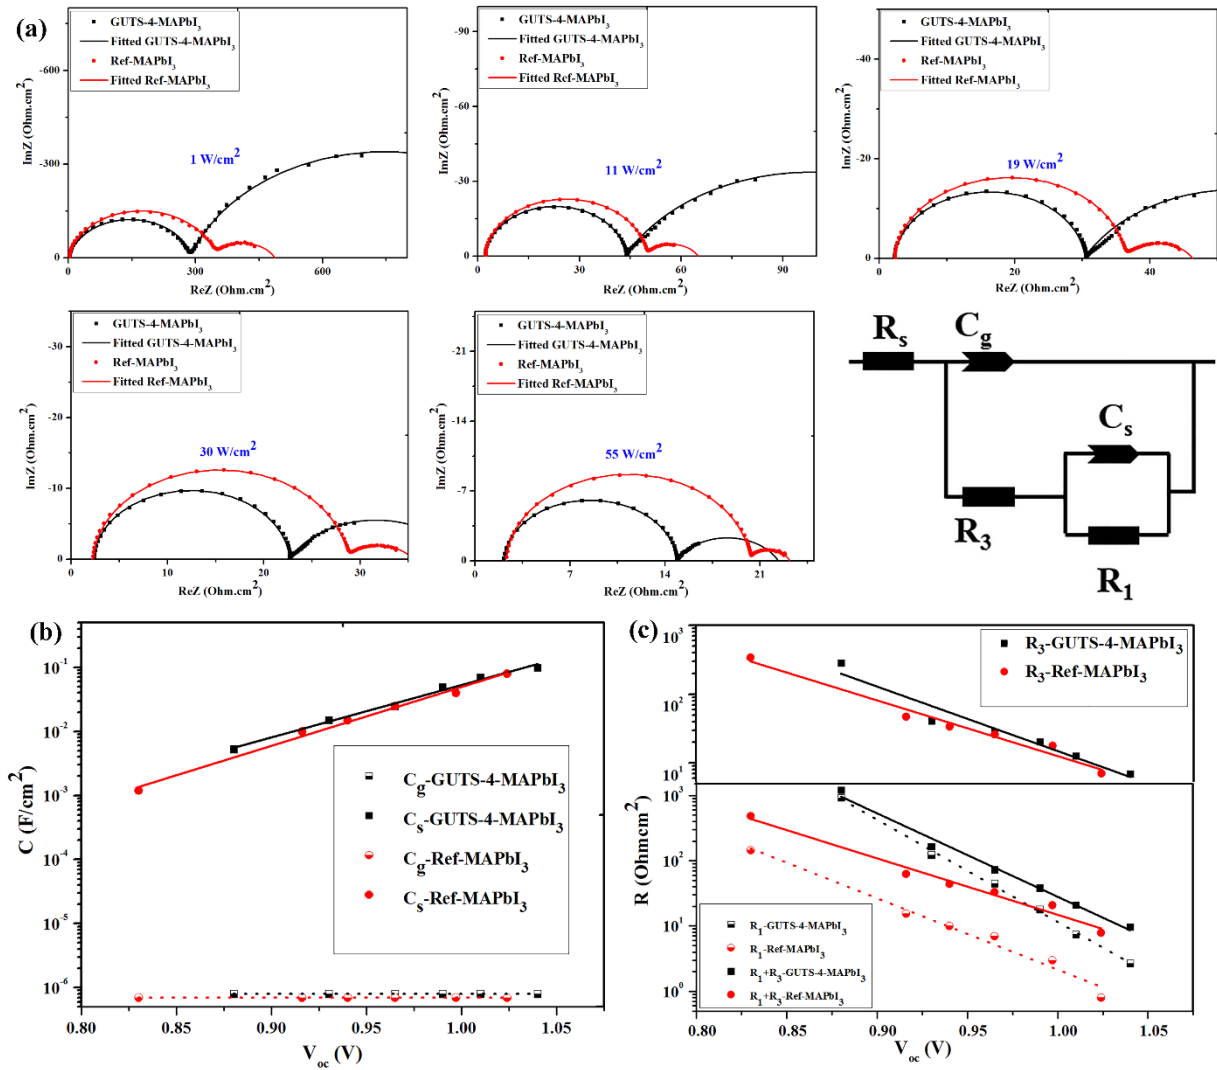 (a)
GUTS-4-MAPbI3
Fitted GUTS-4-MAPbI3
Ref-MAPbI3
Fitted Ref-MAPbI3
ImZ (Ohm.cm2)
-600
-300
0
1 W/cm2
0
300
600
ReZ (Ohm.cm2)
GUTS-4-MAPbI3
Fitted GUTS-4-MAPbI3
Ref-MAPbI3
Fitted Ref-MAPbI3
ImZ (Ohm.cm2)
-90
-60
-30
0
11 W/cm2
0
30
60
90
ReZ (Ohm.cm2)
GUTS-4-MAPbI3
Fitted GUTS-4-MAPbI3
Ref-MAPbI3
Fitted Ref-MAPbI3
ImZ (Ohm.cm2)
-40
-20
0
19 W/cm2
0
20
40
ReZ (Ohm.cm2)
GUTS-4-MAPbI3
Fitted GUTS-4-MAPbI3
Ref-MAPbI3
Fitted Ref-MAPbI3
ImZ (Ohm.cm2)
-30
-20
-10
0
30 W/cm2
0
10
20
30
ReZ (Ohm.cm2)
GUTS-4-MAPbI3
Fitted GUTS-4-MAPbI3
Ref-MAPbI3
Fitted Ref-MAPbI3
ImZ (Ohm.cm2)
-21
-14
-7
0
55 W/cm2
0
7
14
21
ReZ (Ohm.cm2)
Rs
Cg
Cs
R3
R1
(b)
C (F/cm2)
10-1
10-2
10-3
10-4
10-5
10-6
Cg-GUTS-4-MAPbI3
Cs-GUTS-4-MAPbI3
Cg-Ref-MAPbI3
Cs-Ref-MAPbI3
0.80
0.85
0.90
0.95
1.00
1.05
Voc (V)
(c)
R (Ohmcm2)
103
102
101
R3-GUTS-4-MAPbI3
R3-Ref-MAPbI3
103
102
101
100
R1-GUTS-4-MAPbI3
R1-Ref-MAPbI3
R1+R3-GUTS-4-MAPbI3
R1+R3-Ref-MAPbI3
0.80
0.85
0.90
0.95
1.00
1.05
Voc (V)